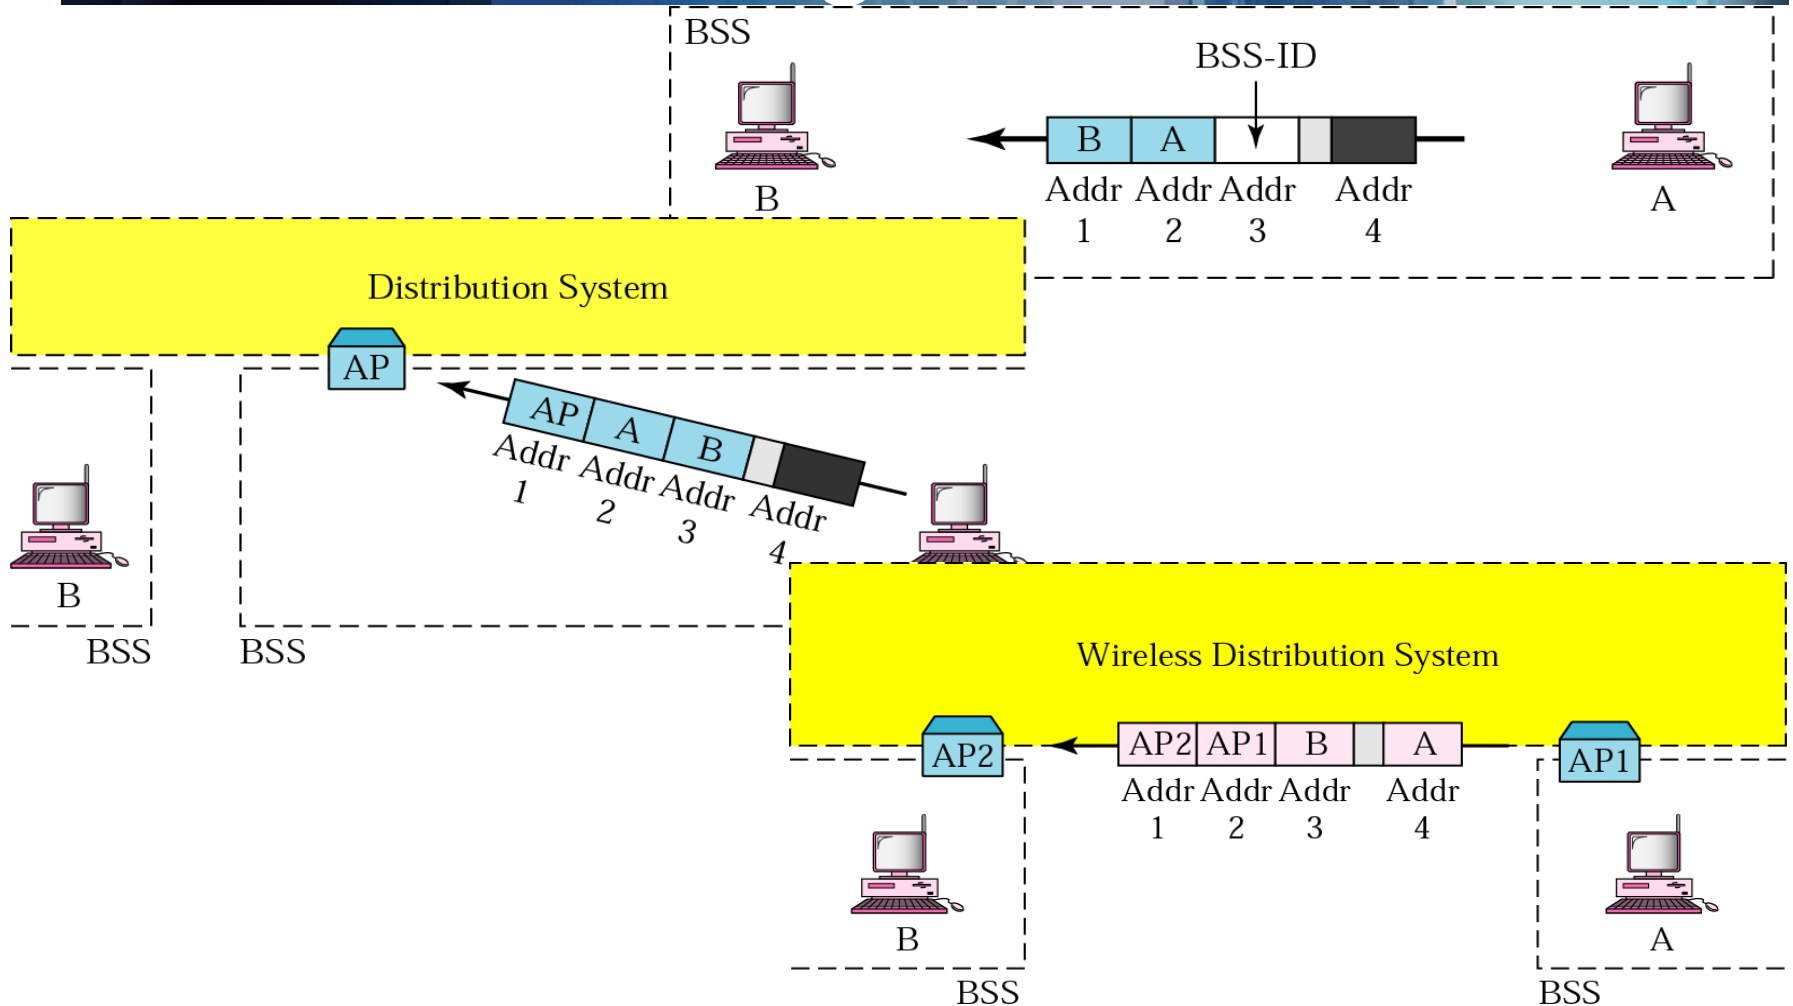 BSS
BSS-ID
B A
Addr Addr Addr Addr
1 2 3 4
B
A
Distribution System
AP
AP A B
Addr Addr Addr Addr
1 2 3 4
B
BSS
BSS
Wireless Distribution System
AP2
AP2 AP1 B A
AP1
Addr Addr Addr Addr
1 2 3 4
B
A
BSS
BSS